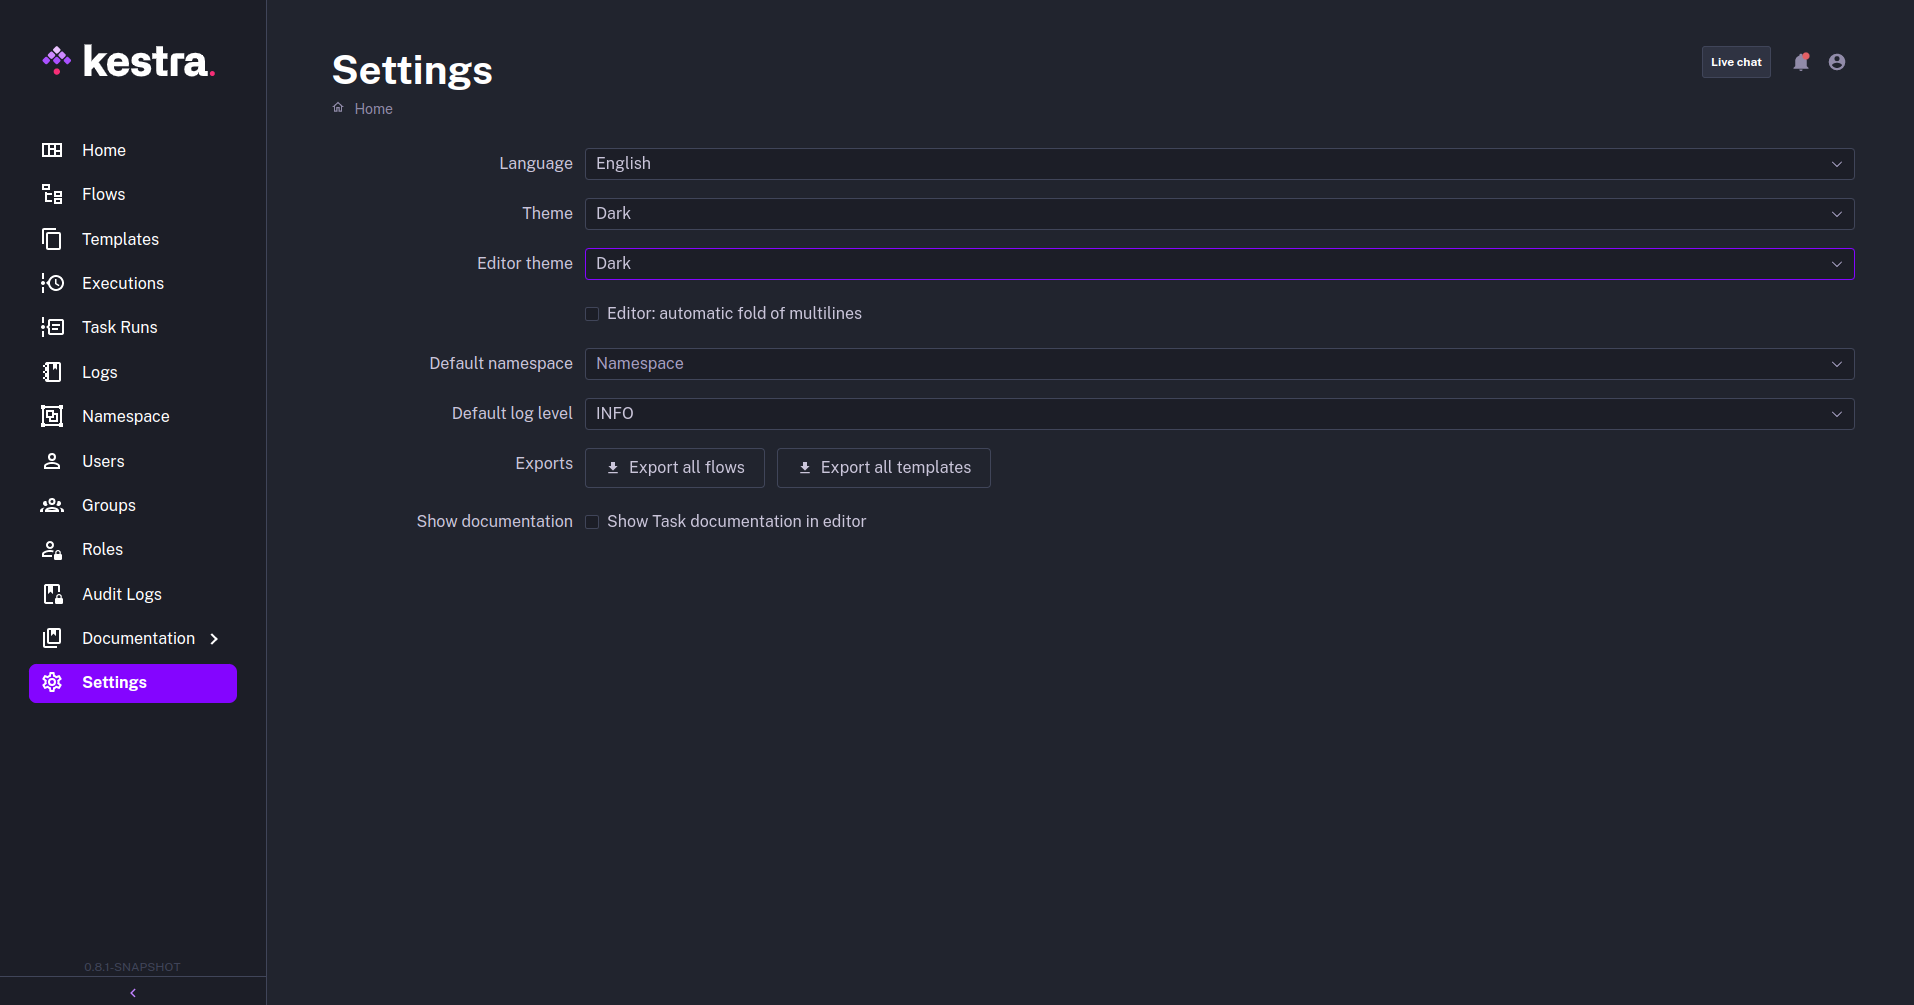 kestra.
Home
Flows
Templates
Executions
Task Runs
Logs
Namespace
Users
Groups
Roles
Audit Logs
Documentation
Settings
0.8.1-SNAPSHOT
Settings
Home
Live chat
Language English
Theme Dark
Editor theme Dark
Editor: automatic fold of multilines
Default namespace Namespace
Default log level INFO
Exports Export all flows Export all templates
Show documentation Show Task documentation in editor